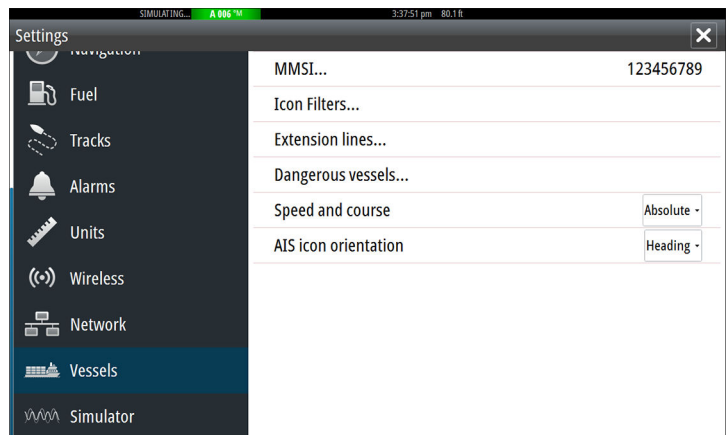 SIMULATING... A 006 °M 3:37:51 pm 80.1 ft
Settings
Navigation
Fuel
Tracks
Alarms
Units
Wireless
Network
Vessels
Simulator
MMSI... 123456789
Icon Filters...
Extension lines...
Dangerous vessels...
Speed and course Absolute
AIS icon orientation Heading